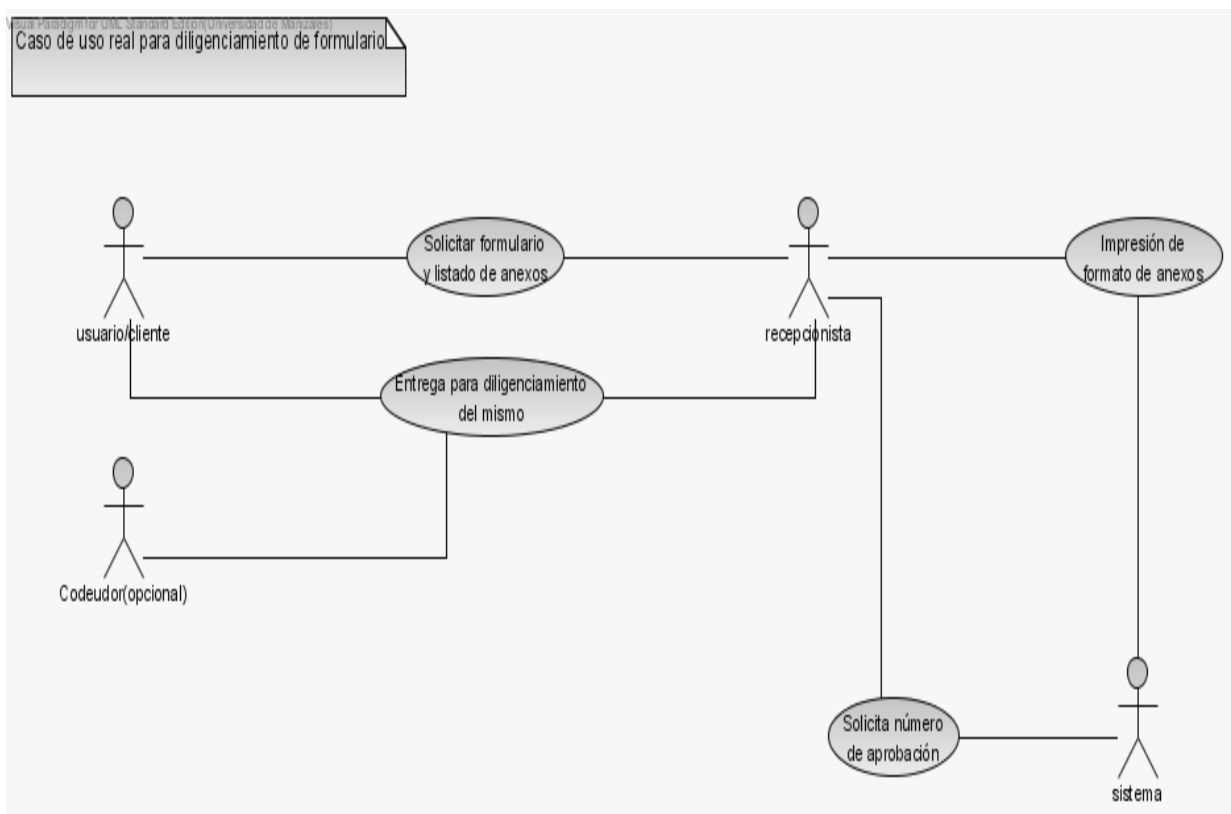 Visual Paradigm for UML Standard Edition(Universidad de Manizales)
Caso de uso real para diligenciamiento de formulario
Solicitar formulario
y listado de anexos
Impresión de
formato de anexos
usuario/cliente
recepcionista
Entrega para diligenciamiento
del mismo
Codeudor(opcional)
Solicita número
de aprobación
sistema